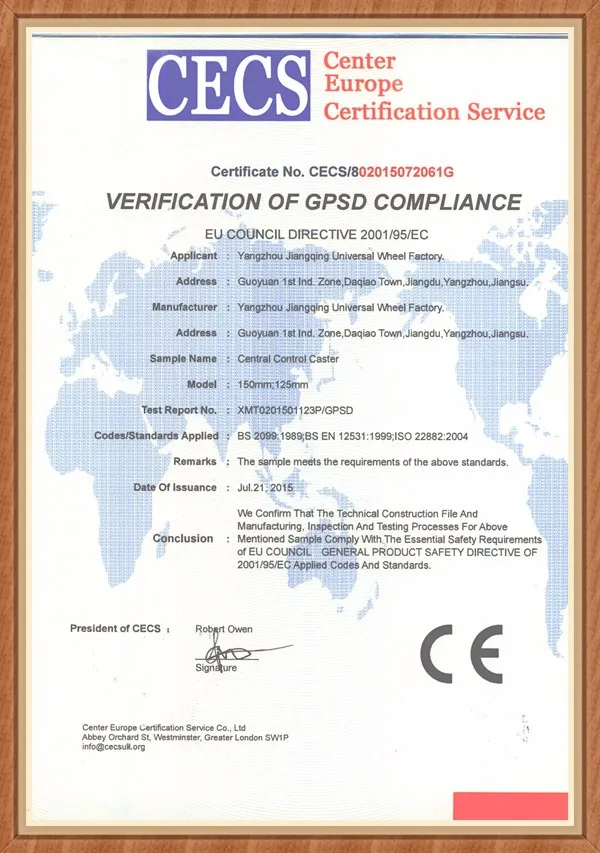 CECS
Center
Europe
Certification Service
Certificate No. CECS/802015072061G
VERIFICATION OF GPSD COMPLIANCE
EU COUNCIL DIRECTIVE 2001/95/EC
Applicant : Yangzhou Jiangqing Universal Wheel Factory.
Address : Guoyuan 1st Ind. Zone,Daqiao Town,Jiangdu,Yangzhou,Jiangsu.
Manufacturer : Yangzhou Jiangqing Universal Wheel Factory.
Address : Guoyuan 1st Ind. Zone,Daqiao Town,Jiangdu,Yangzhou,Jiangsu.
Sample Name : Central Control Caster
Model : 150mm;125mm
Test Report No. : XMT0201501123P/GPSD
Codes/Standards Applied : BS 2099:1989;BS EN 12531:1999;ISO 22882:2004
Remarks : The sample meets the requirements of the above standards.
Date Of Issuance : Jul.21, 2015
We Confirm That The Technical Construction File And
Manufacturing, Inspection And Testing Processes For Above
Conclusion : Mentioned Sample Comply With The Essential Safety Requirements
of EU COUNCIL GENERAL PRODUCT SAFETY DIRECTIVE OF
2001/95/EC Applied Codes And Standards.
President of CECS : Robert Owen
Signature
CE
Center Europe Certification Service Co., Ltd
Abbey Orchard St, Westminster, Greater London SW1P
info@cecsuk.org